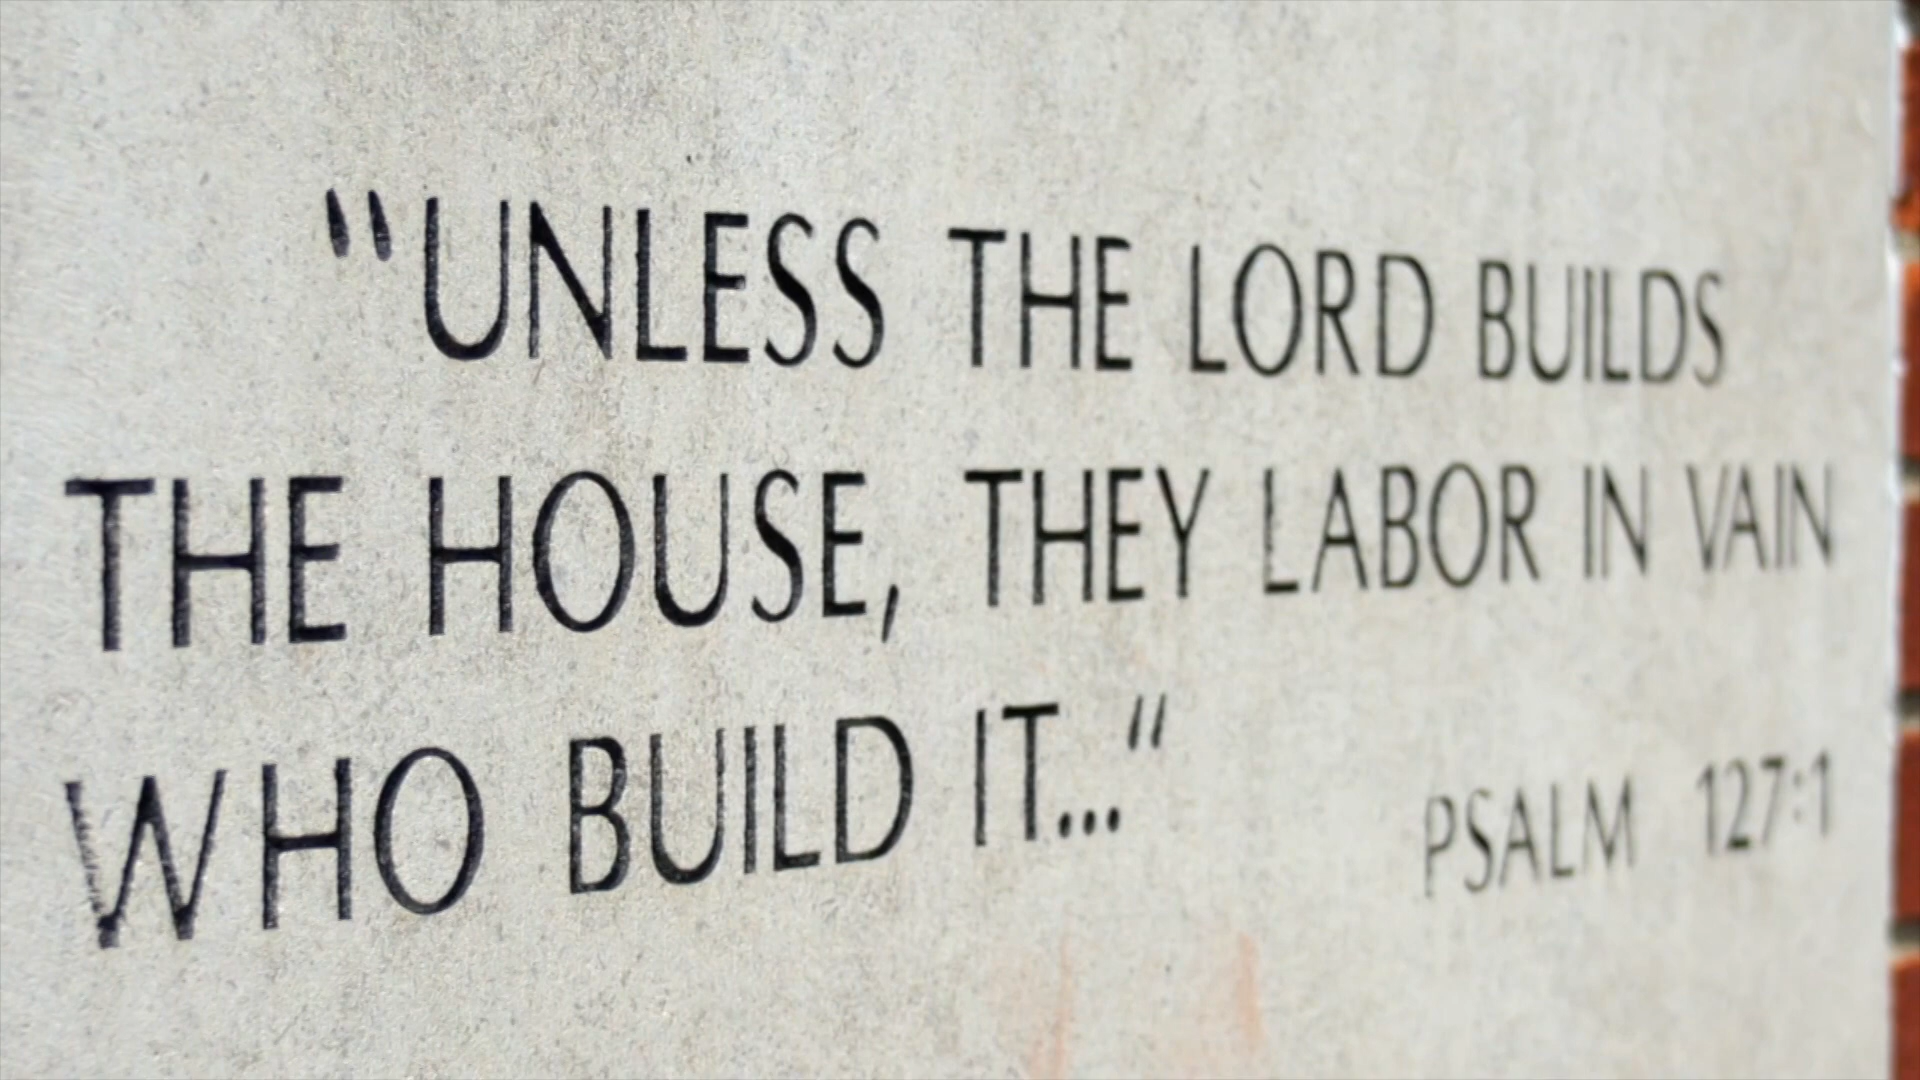 "UNLESS THE LORD BUILDS
THE HOUSE, THEY LABOR IN VAIN
WHO BUILD IT..."
PSALM 127:1